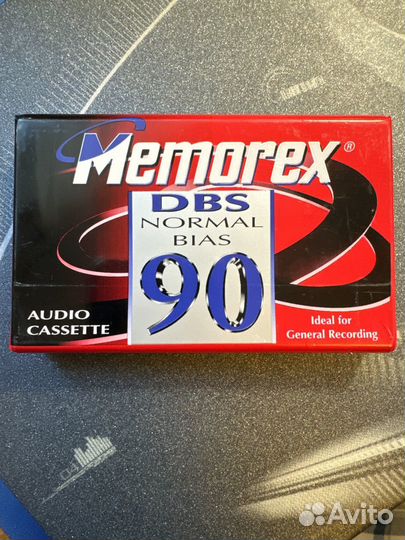 Memorex®
DBS
NORMAL
BIAS
90
AUDIO
CASSETTE
Ideal for
General Recording
Avito